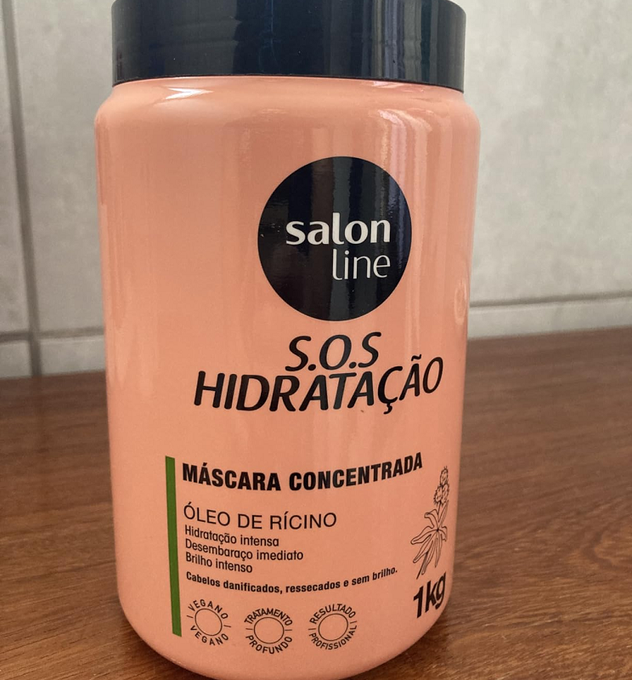 salon
line
S.O.S
HIDRATAÇÃO
MÁSCARA CONCENTRADA
ÓLEO DE RÍCINO
Hidratação intensa
Desembaraço imediato
Brilho intenso
Cabelos danificados, ressecados e sem brilho.
VEGANO
VEGANO
TRATAMENTO
PROFUNDO
RESULTADO
PROFISSIONAL
1kg